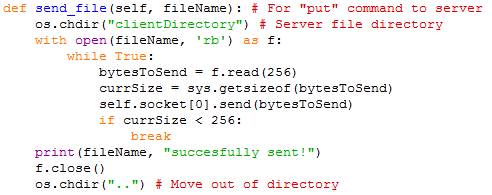 def send_file(self, fileName): # For "put" command to server
    os.chdir("clientDirectory") # Server file directory
    with open(fileName, 'rb') as f:
        while True:
            bytesToSend = f.read(256)
            currSize = sys.getsizeof(bytesToSend)
            self.socket[0].send(bytesToSend)
            if currSize < 256:
                break
    print(fileName, "succesfully sent!")
    f.close()
    os.chdir("..") # Move out of directory